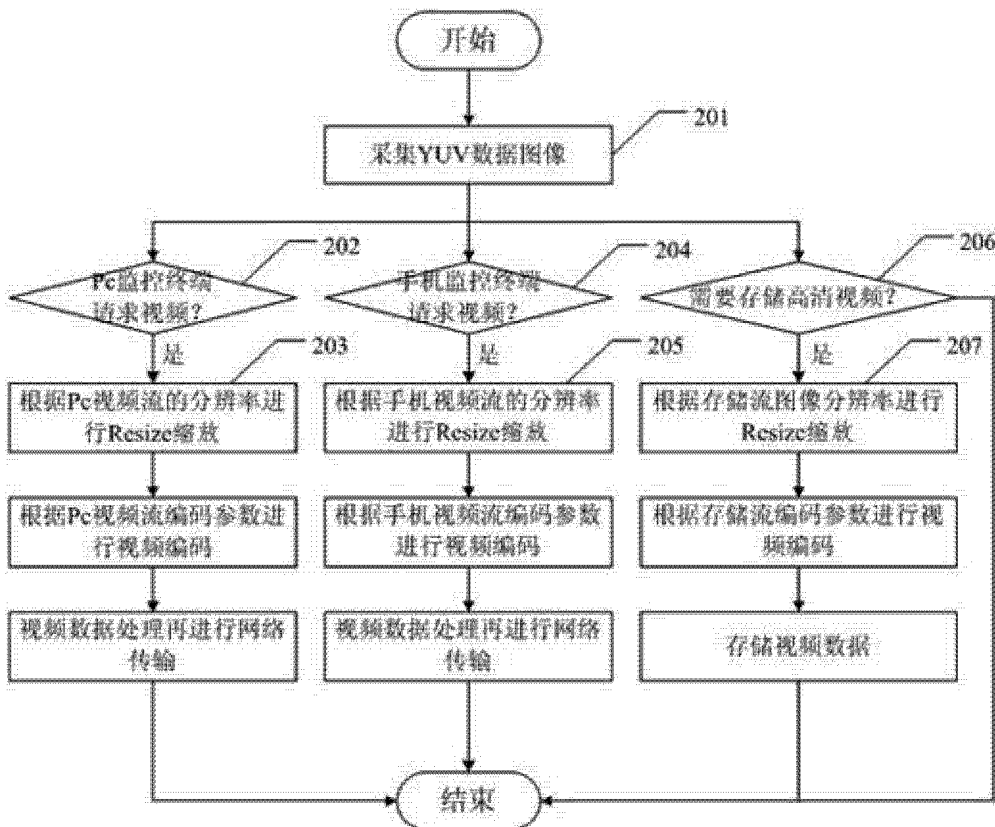 开始
201
采集YUV数据图像
202
204
206
Pc监控终端
请求视频?
手机监控终端
请求视频?
需要存储高清视频?
是
203
是
205
是
207
根据Pc视频流的分辨率进
行Resize缩放
根据手机视频流的分辨率
进行Resize缩放
根据存储流图像分辨率进行
Resize缩放
根据Pc视频流编码参数进
行视频编码
根据手机视频流编码参数
进行视频编码
根据存储流编码参数进行视
频编码
视频数据处理再进行网络
传输
视频数据处理再进行网络
传输
存储视频数据
结束